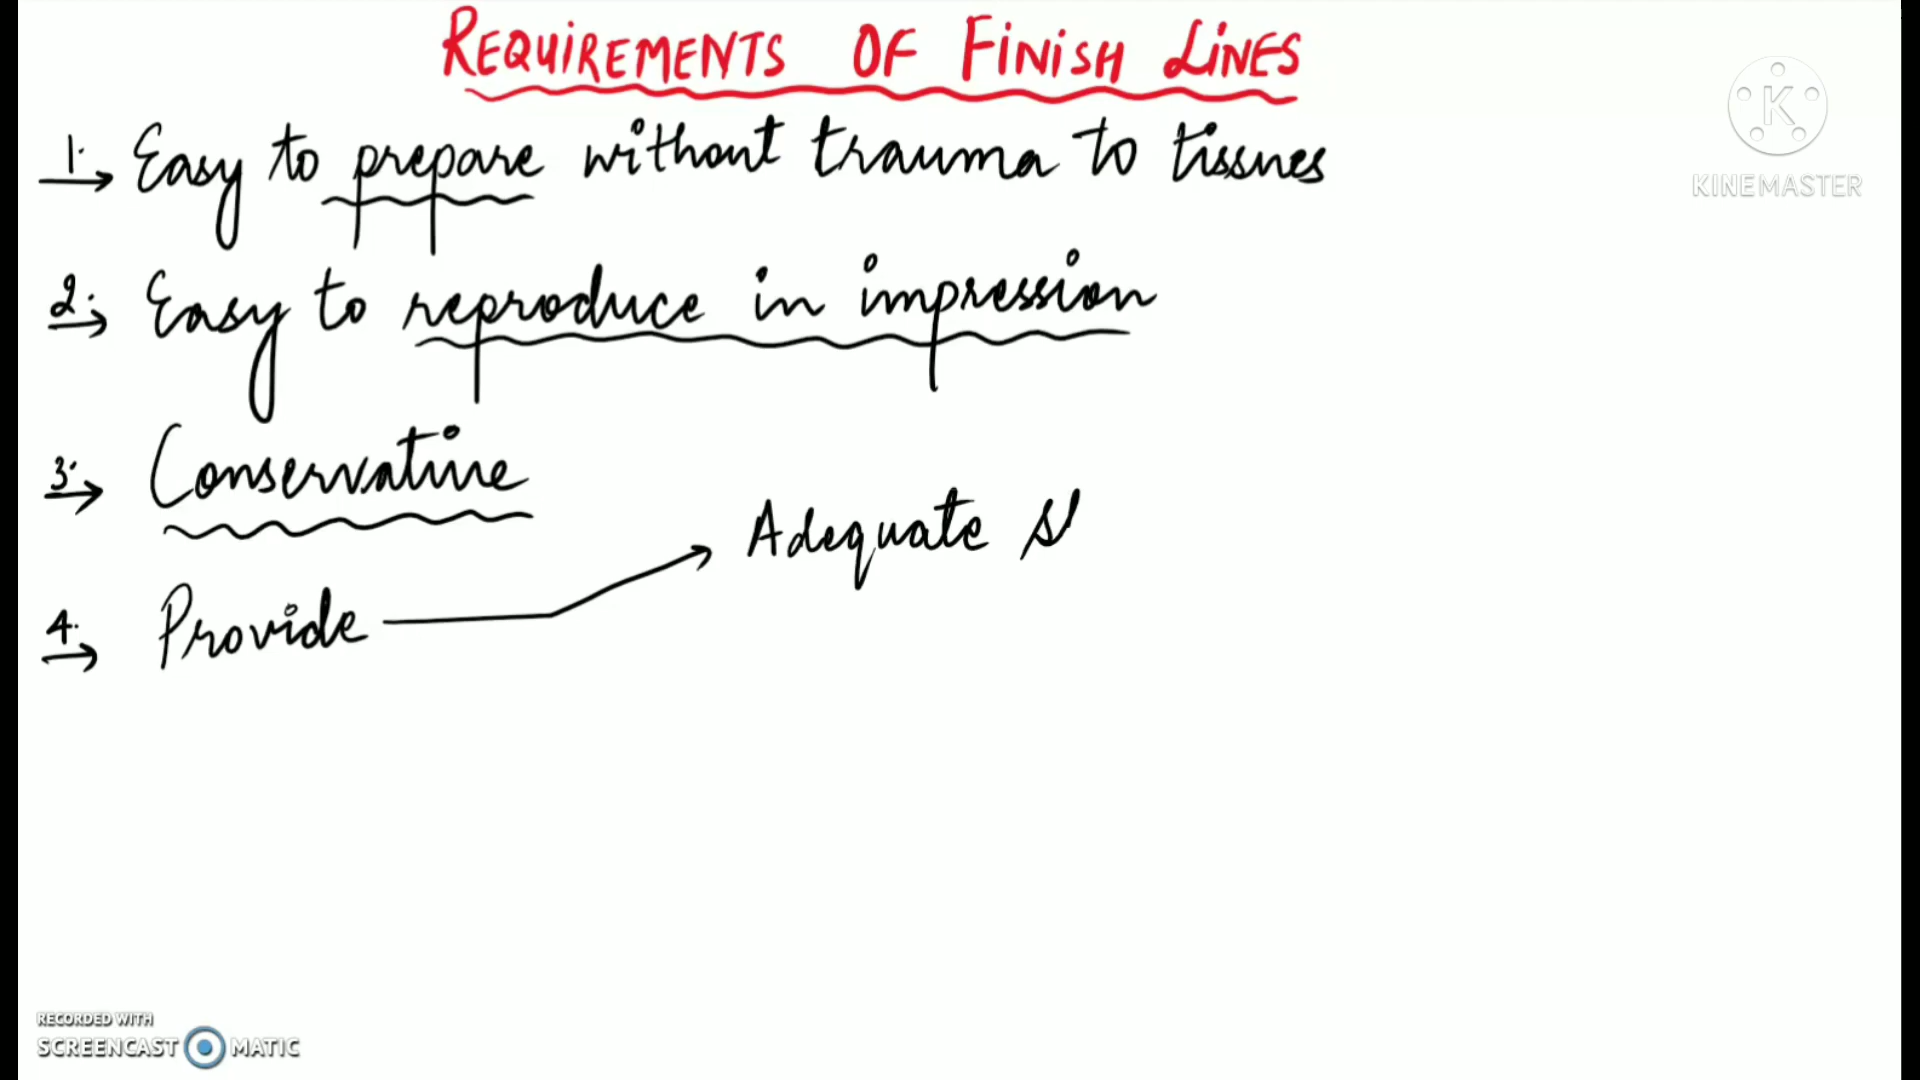 REQUIREMENTS OF FINISH LINES
1. Easy to prepare without trauma to tissues
2. Easy to reproduce in impression
3. Conservative
Adequate
4. Provide
KINEMASTER
RECORDED WITH
SCREENCAST MATIC